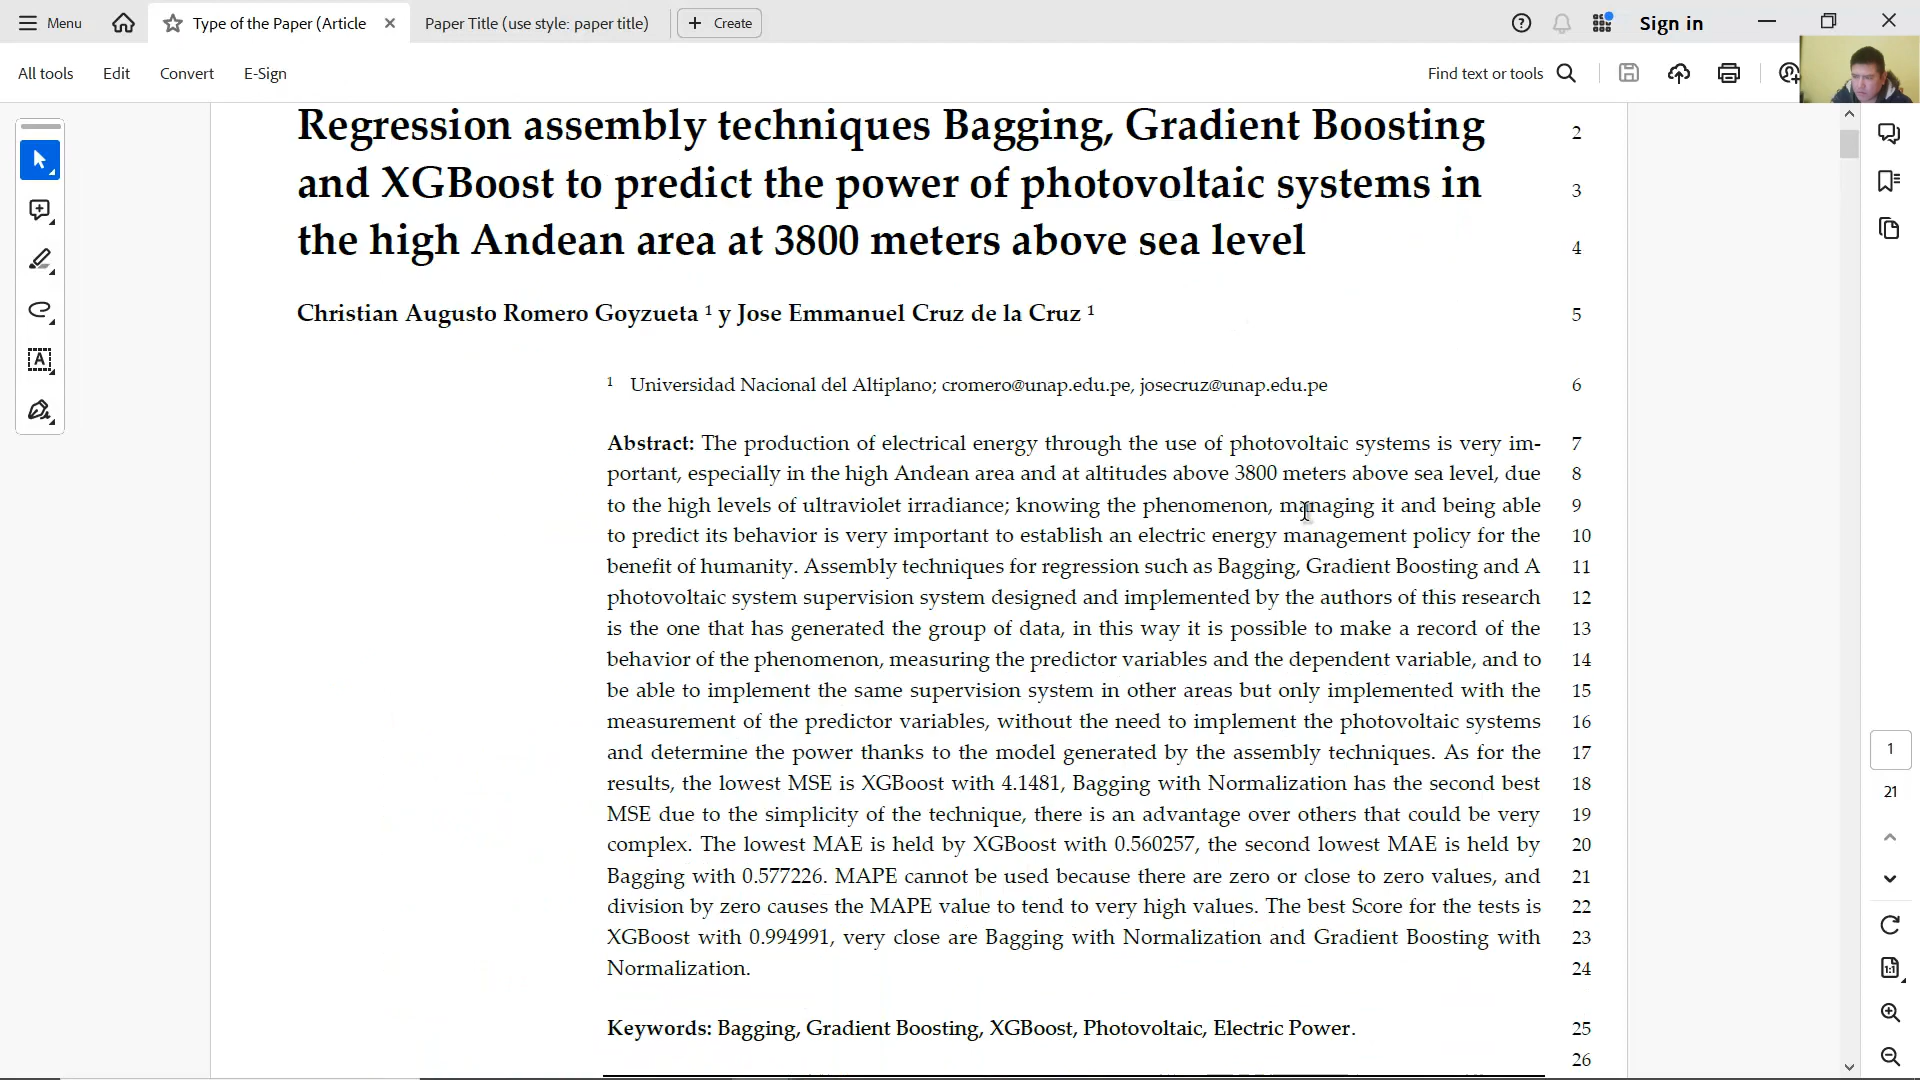 Menu
Type of the Paper (Article
Paper Title (use style: paper title)
Create
Sign in
All tools
Edit
Convert
E-Sign
Find text or tools
Regression assembly techniques Bagging, Gradient Boosting 2
and XGBoost to predict the power of photovoltaic systems in 3
the high Andean area at 3800 meters above sea level 4
Christian Augusto Romero Goyzueta ¹ y Jose Emmanuel Cruz de la Cruz ¹ 5
¹ Universidad Nacional del Altiplano; cromero@unap.edu.pe, josecruz@unap.edu.pe 6
Abstract: The production of electrical energy through the use of photovoltaic systems is very im- 7
portant, especially in the high Andean area and at altitudes above 3800 meters above sea level, due 8
to the high levels of ultraviolet irradiance; knowing the phenomenon, managing it and being able 9
to predict its behavior is very important to establish an electric energy management policy for the 10
benefit of humanity. Assembly techniques for regression such as Bagging, Gradient Boosting and A 11
photovoltaic system supervision system designed and implemented by the authors of this research 12
is the one that has generated the group of data, in this way it is possible to make a record of the 13
behavior of the phenomenon, measuring the predictor variables and the dependent variable, and to 14
be able to implement the same supervision system in other areas but only implemented with the 15
measurement of the predictor variables, without the need to implement the photovoltaic systems 16
and determine the power thanks to the model generated by the assembly techniques. As for the 17
results, the lowest MSE is XGBoost with 4.1481, Bagging with Normalization has the second best 18
MSE due to the simplicity of the technique, there is an advantage over others that could be very 19
complex. The lowest MAE is held by XGBoost with 0.560257, the second lowest MAE is held by 20
Bagging with 0.577226. MAPE cannot be used because there are zero or close to zero values, and 21
division by zero causes the MAPE value to tend to very high values. The best Score for the tests is 22
XGBoost with 0.994991, very close are Bagging with Normalization and Gradient Boosting with 23
Normalization. 24
Keywords: Bagging, Gradient Boosting, XGBoost, Photovoltaic, Electric Power. 25
26
1
21